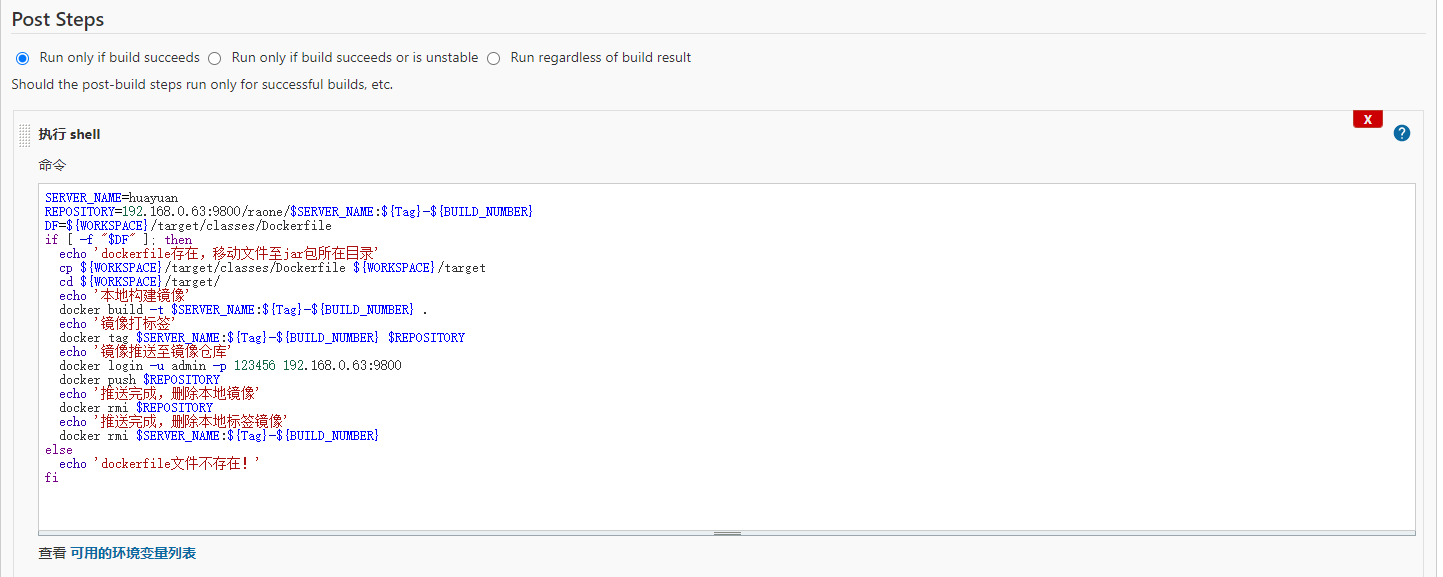 Post Steps
Run only if build succeeds Run only if build succeeds or is unstable Run regardless of build result
Should the post-build steps run only for successful builds, etc.
X
?
执行 shell
命令
SERVER_NAME=huayuan
REPOSITORY=192.168.0.63:9800/raone/$SERVER_NAME:${Tag}-${BUILD_NUMBER}
DF=${WORKSPACE}/target/classes/Dockerfile
if [ -f "$DF" ]; then
  echo 'dockerfile存在，移动文件至jar包所在目录'
  cp ${WORKSPACE}/target/classes/Dockerfile ${WORKSPACE}/target
  cd ${WORKSPACE}/target/
  echo '本地构建镜像'
  docker build -t $SERVER_NAME:${Tag}-${BUILD_NUMBER} .
  echo '镜像打标签'
  docker tag $SERVER_NAME:${Tag}-${BUILD_NUMBER} $REPOSITORY
  echo '镜像推送至镜像仓库'
  docker login -u admin -p 123456 192.168.0.63:9800
  docker push $REPOSITORY
  echo '推送完成，删除本地镜像'
  docker rmi $REPOSITORY
  echo '推送完成，删除本地标签镜像'
  docker rmi $SERVER_NAME:${Tag}-${BUILD_NUMBER}
else
  echo 'dockerfile文件不存在！'
fi
查看 可用的环境变量列表